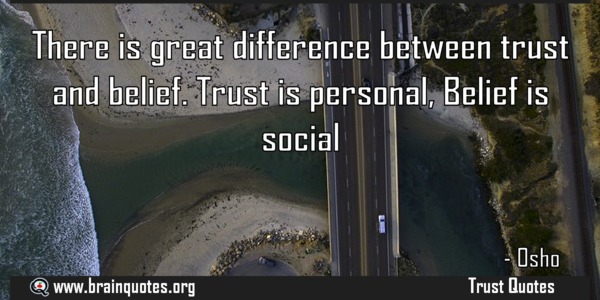 There is great difference between trust
and belief. Trust is personal, Belief is
social
- Osho
www.brainquotes.org
Trust Quotes